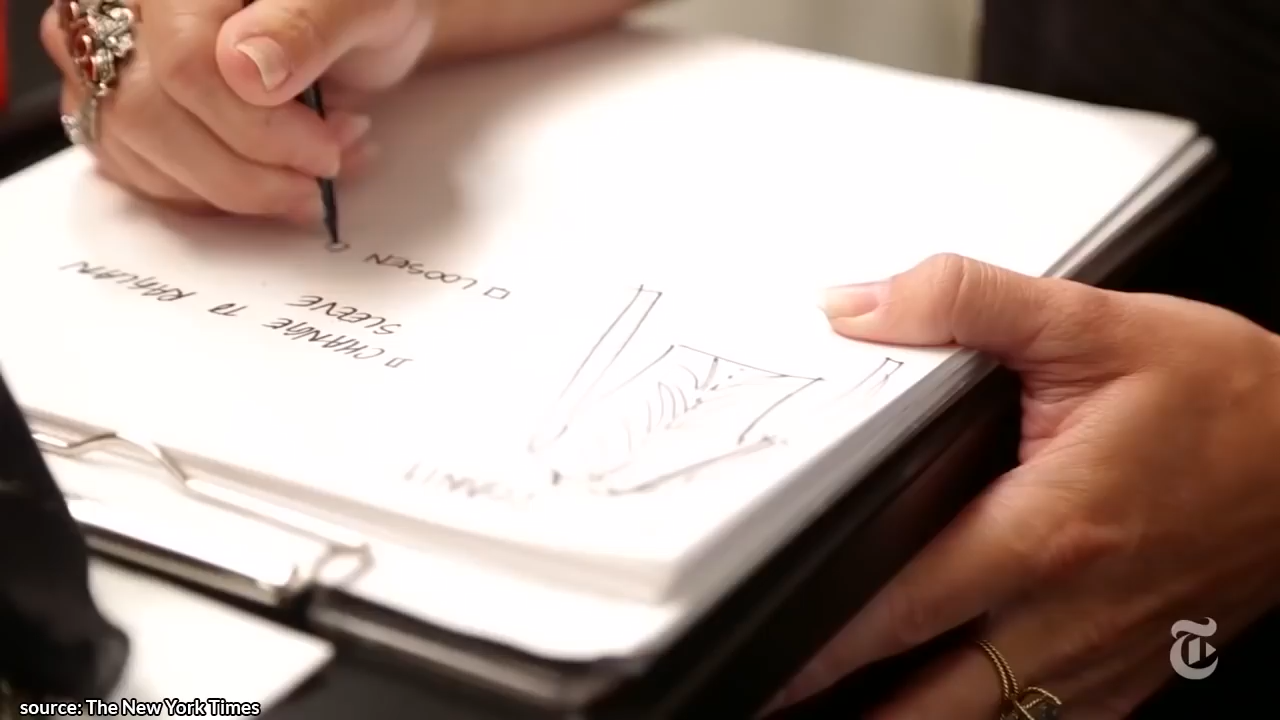 □ CHANGE TO RAGLAN
SLEEVE
□ LOOSEN
source: The New York Times